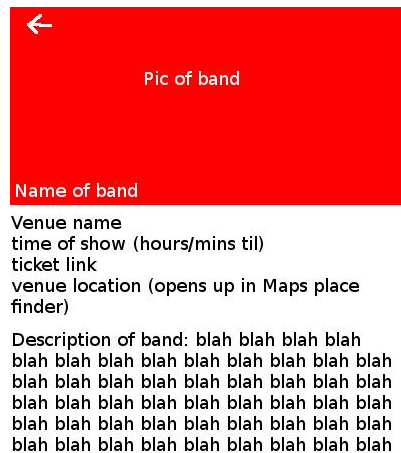 Pic of band
Name of band
Venue name
time of show (hours/mins til)
ticket link
venue location (opens up in Maps place
finder)
Description of band: blah blah blah blah
blah blah blah blah blah blah blah blah blah
blah blah blah blah blah blah blah blah blah
blah blah blah blah blah blah blah blah blah
blah blah blah blah blah blah blah blah blah
blah blah blah blah blah blah blah blah blah